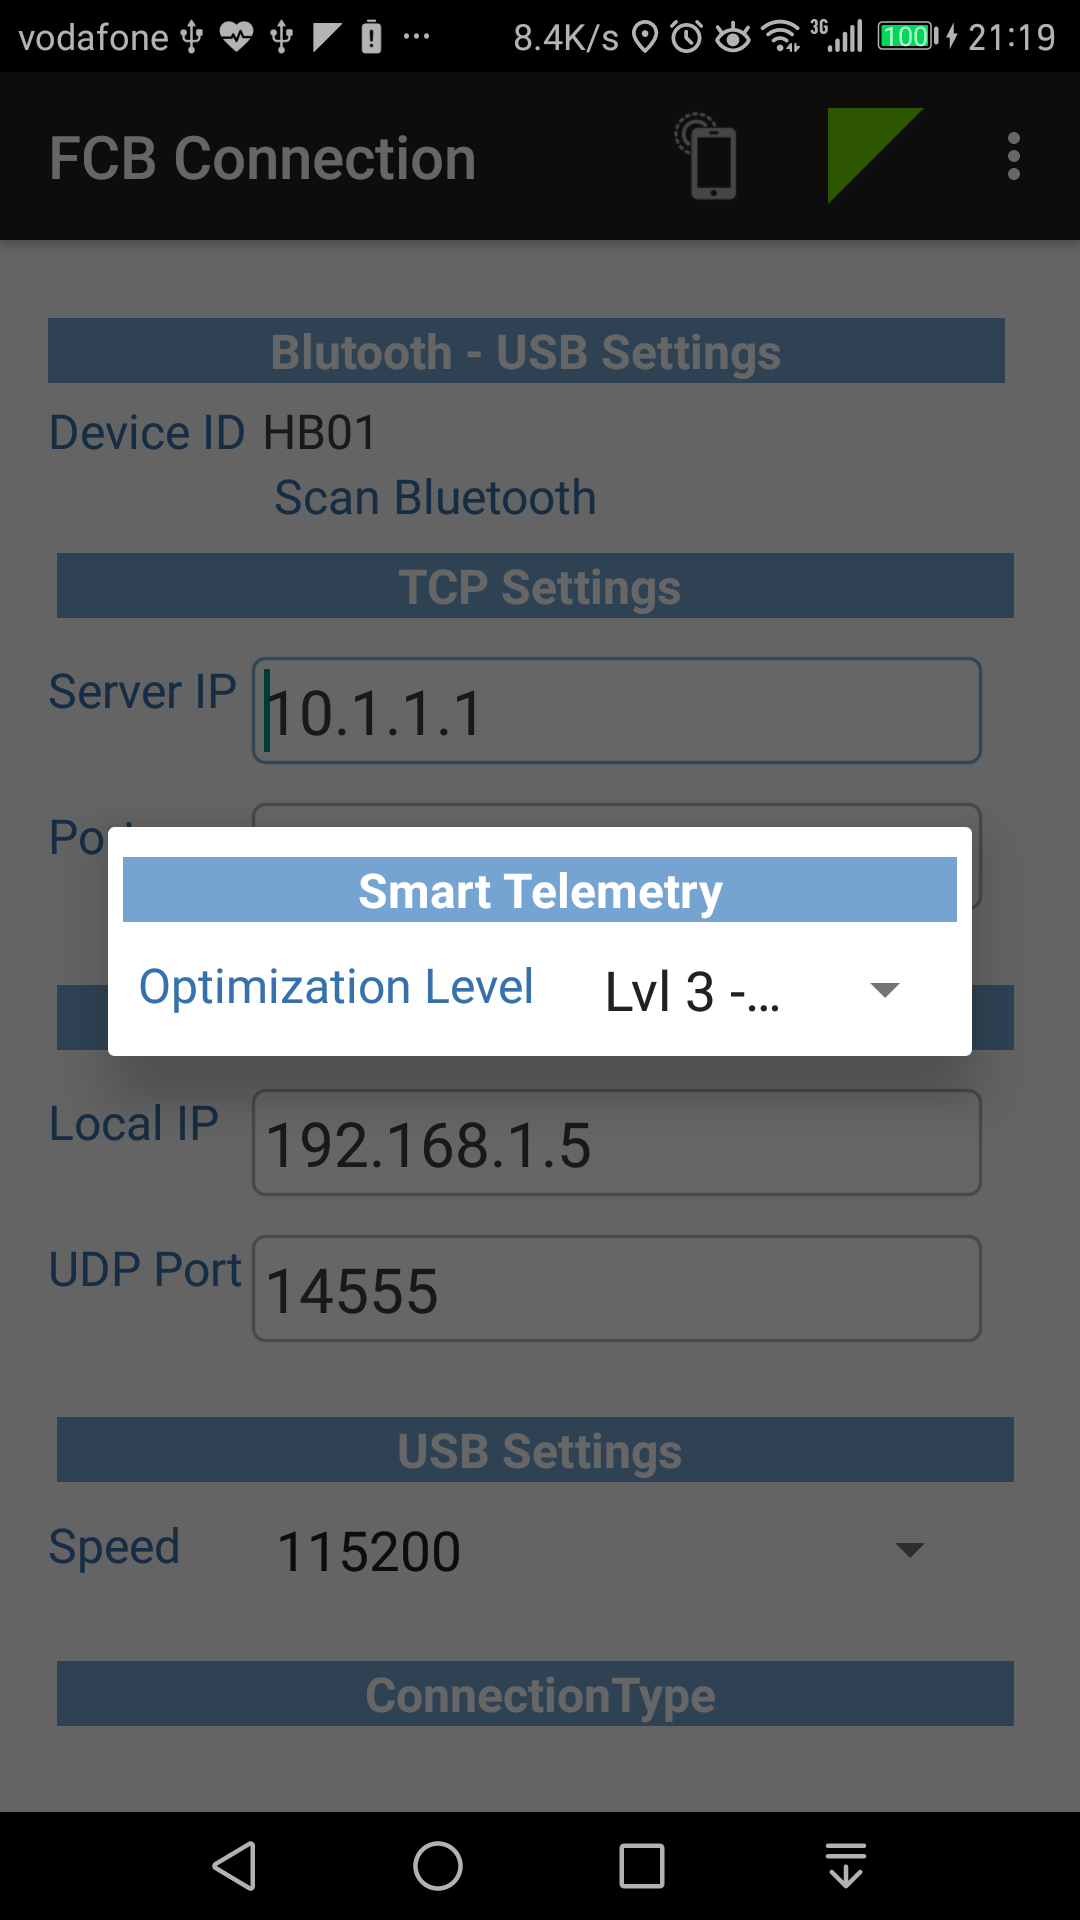 vodafone 8.4K/s 3G 100 21:19
FCB Connection
Blutooth - USB Settings
Device ID HB01
Scan Bluetooth
TCP Settings
Server IP 10.1.1.1
Smart Telemetry
Optimization Level Lvl 3 -...
Local IP 192.168.1.5
UDP Port 14555
USB Settings
Speed 115200
ConnectionType